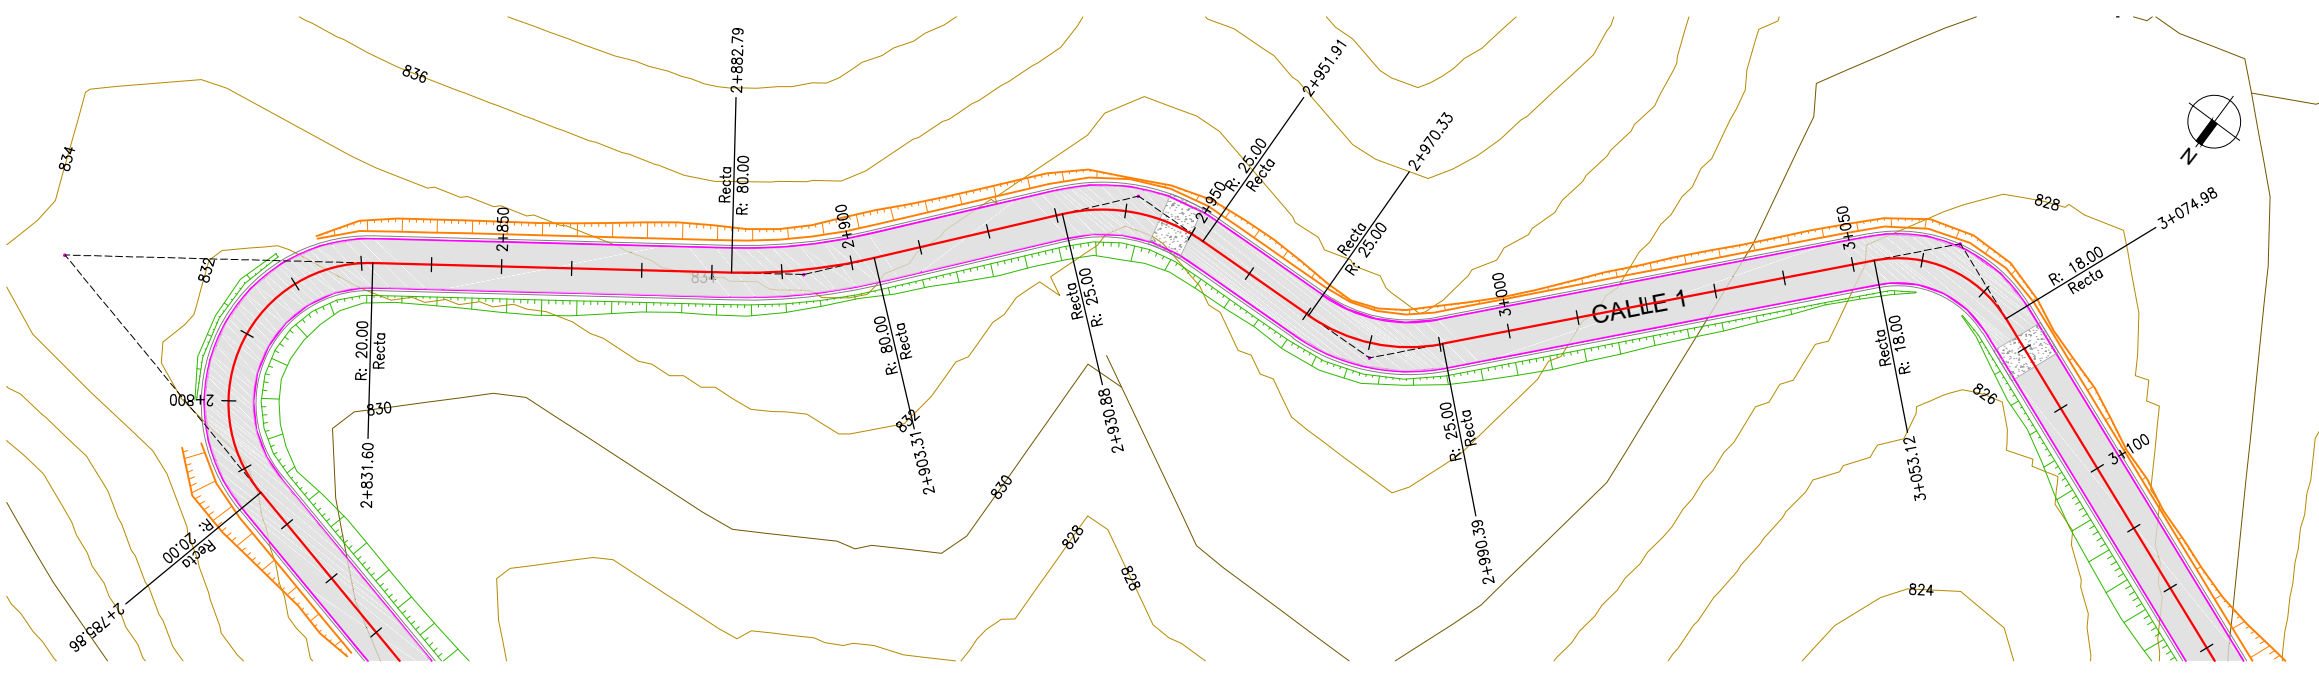 836
2+882.79
2+951.91
834
2+970.33
Recta
R: 80.00
R: 25.00
Recta
N
828
3+074.98
2+850
2+900
2+950
3+050
832
834
Recta
R: 25.00
R: 18.00
Recta
3+000
CALLE 1
R: 20.00
Recta
R: 80.00
Recta
Recta
R: 25.00
Recta
R: 18.00
2+800
830
832
2+930.88
R: 25.00
Recta
826
2+831.60
2+903.31
830
3+053.12
3+100
R: 20.00
Recta
828
828
2+990.39
824
2+785.86